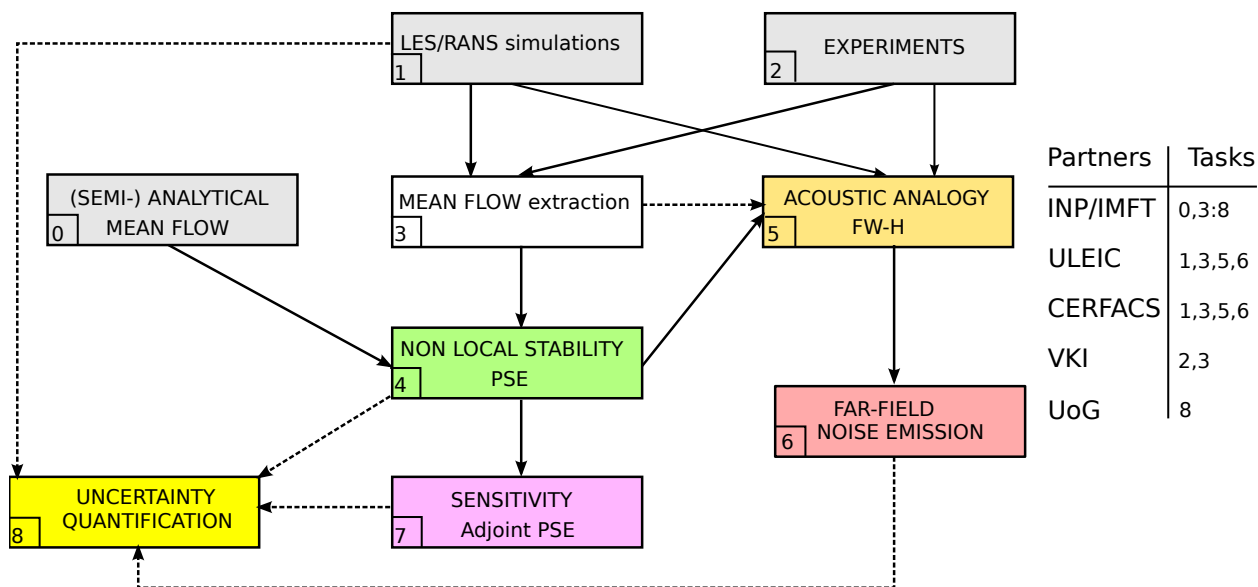 LES/RANS simulations
1
EXPERIMENTS
2
(SEMI-) ANALYTICAL
MEAN FLOW
0
MEAN FLOW extraction
3
ACOUSTIC ANALOGY
FW-H
5
NON LOCAL STABILITY
PSE
4
FAR-FIELD
NOISE EMISSION
6
UNCERTAINTY
QUANTIFICATION
8
SENSITIVITY
Adjoint PSE
7
Partners Tasks
INP/IMFT 0,3:8
ULEIC 1,3,5,6
CERFACS 1,3,5,6
VKI 2,3
UoG 8